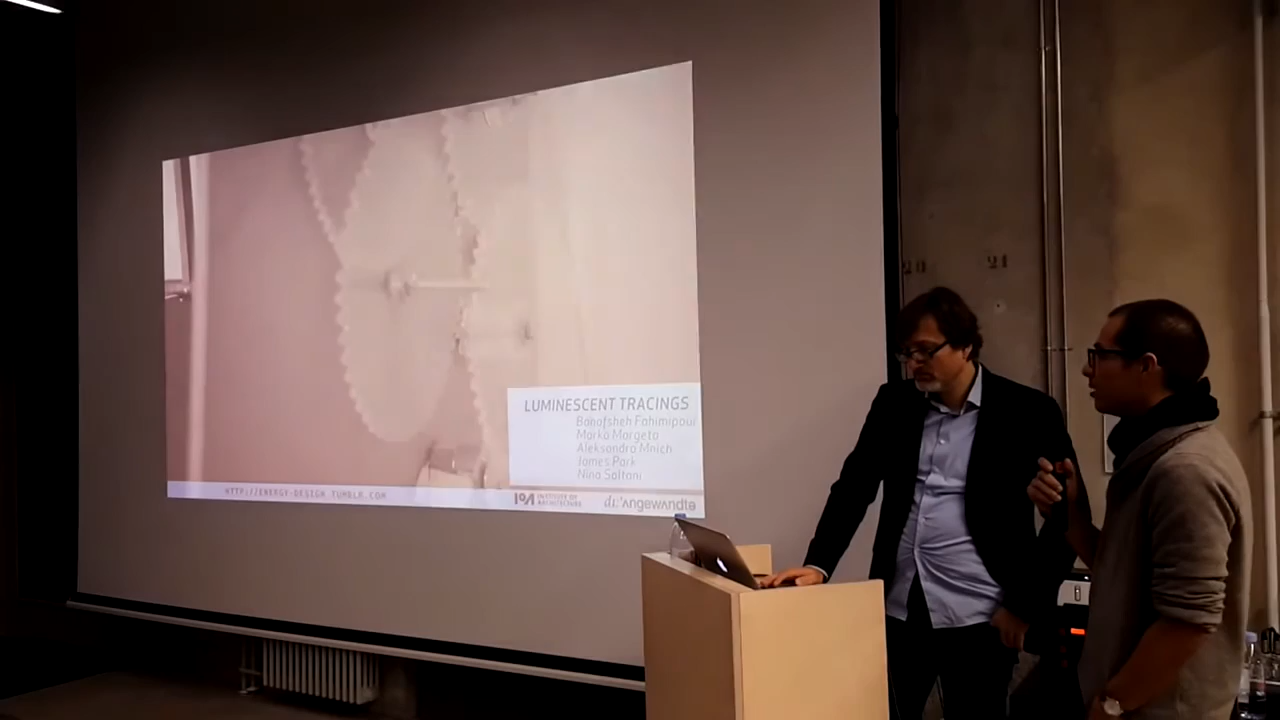 20
21
LUMINESCENT TRACINGS
Banafsheh Fahimipour
Marko Margeta
Aleksandra Mnich
James Park
Nina Soltani
HTTP://ENERGY-DESIGN.TUMBLR.COM
IoA INSTITUTE OF ARCHITECTURE
di:'Angewandte